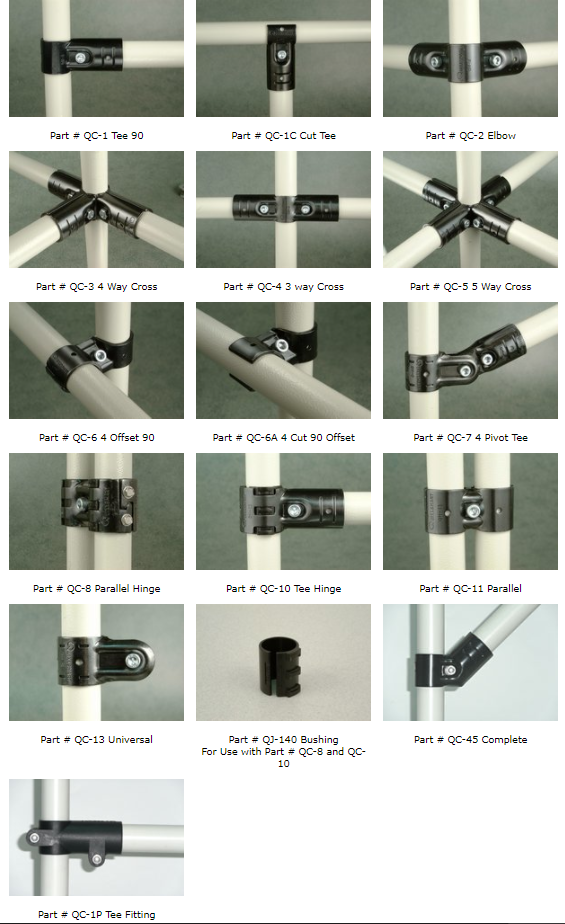 Part # QC-1 Tee 90
Part # QC-1C Cut Tee
Part # QC-2 Elbow
Part # QC-3 4 Way Cross
Part # QC-4 3 way Cross
Part # QC-5 5 Way Cross
Part # QC-6 4 Offset 90
Part # QC-6A 4 Cut 90 Offset
Part # QC-7 4 Pivot Tee
Part # QC-8 Parallel Hinge
Part # QC-10 Tee Hinge
Part # QC-11 Parallel
Part # QC-13 Universal
Part # QJ-140 Bushing
For Use with Part # QC-8 and QC-
10
Part # QC-45 Complete
Part # QC-1P Tee Fitting